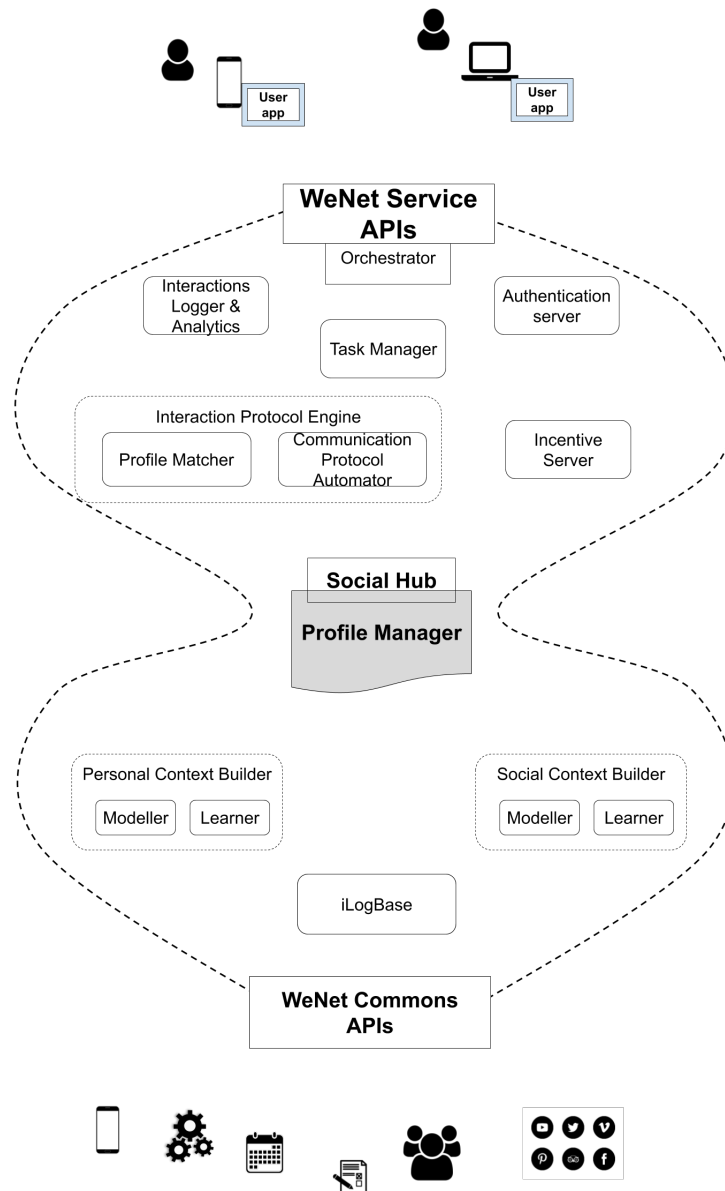 User
app
User
app
WeNet Service
APIs
Orchestrator
Interactions
Logger &
Analytics
Authentication
server
Task Manager
Interaction Protocol Engine
Profile Matcher
Communication
Protocol
Automator
Incentive
Server
Social Hub
Profile Manager
Personal Context Builder
Modeller
Learner
Social Context Builder
Modeller
Learner
iLogBase
WeNet Commons
APIs